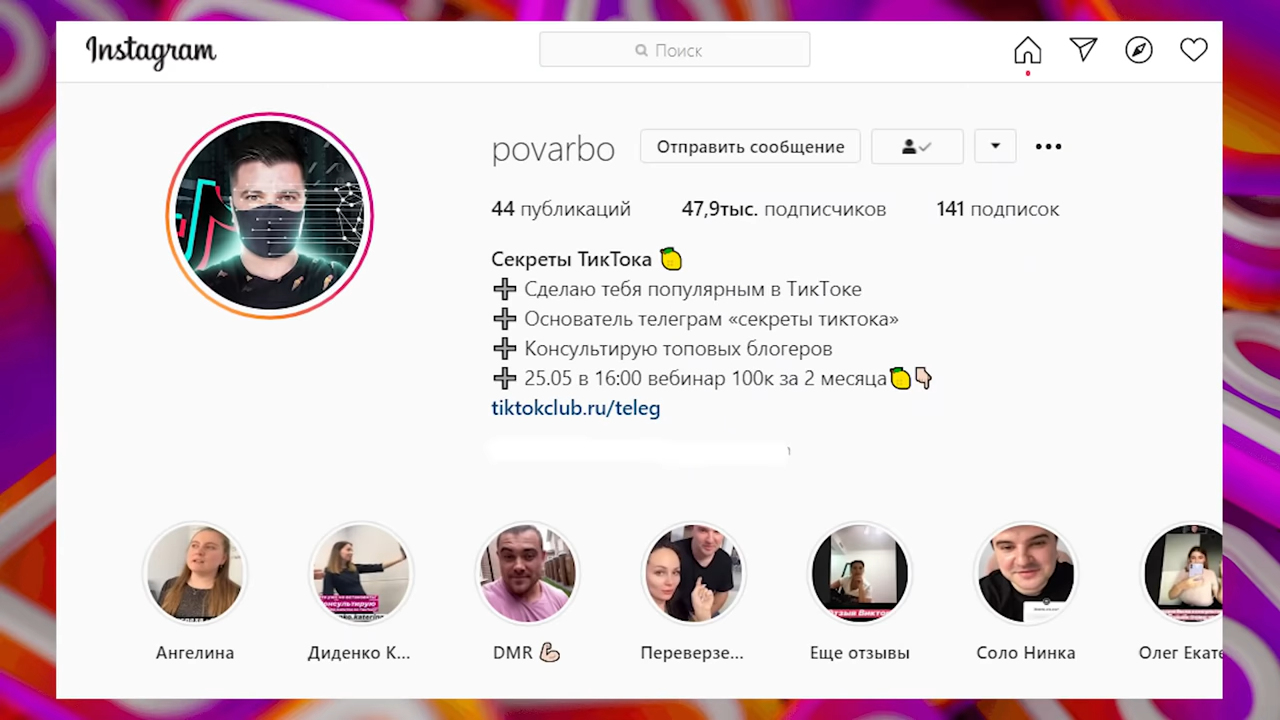 Instagram
Поиск
povarbo
Отправить сообщение
44 публикаций 47,9тыс. подписчиков 141 подписок
Секреты ТикТока 🍋
➕ Сделаю тебя популярным в ТикТоке
➕ Основатель телеграм «секреты тиктока»
➕ Консультирую топовых блогеров
➕ 25.05 в 16:00 вебинар 100к за 2 месяца🍋👇🏻
tiktokclub.ru/teleg
Ангелина Диденко К... DMR 💪🏻 Переверзе... Еще отзывы Соло Нинка Олег Екате